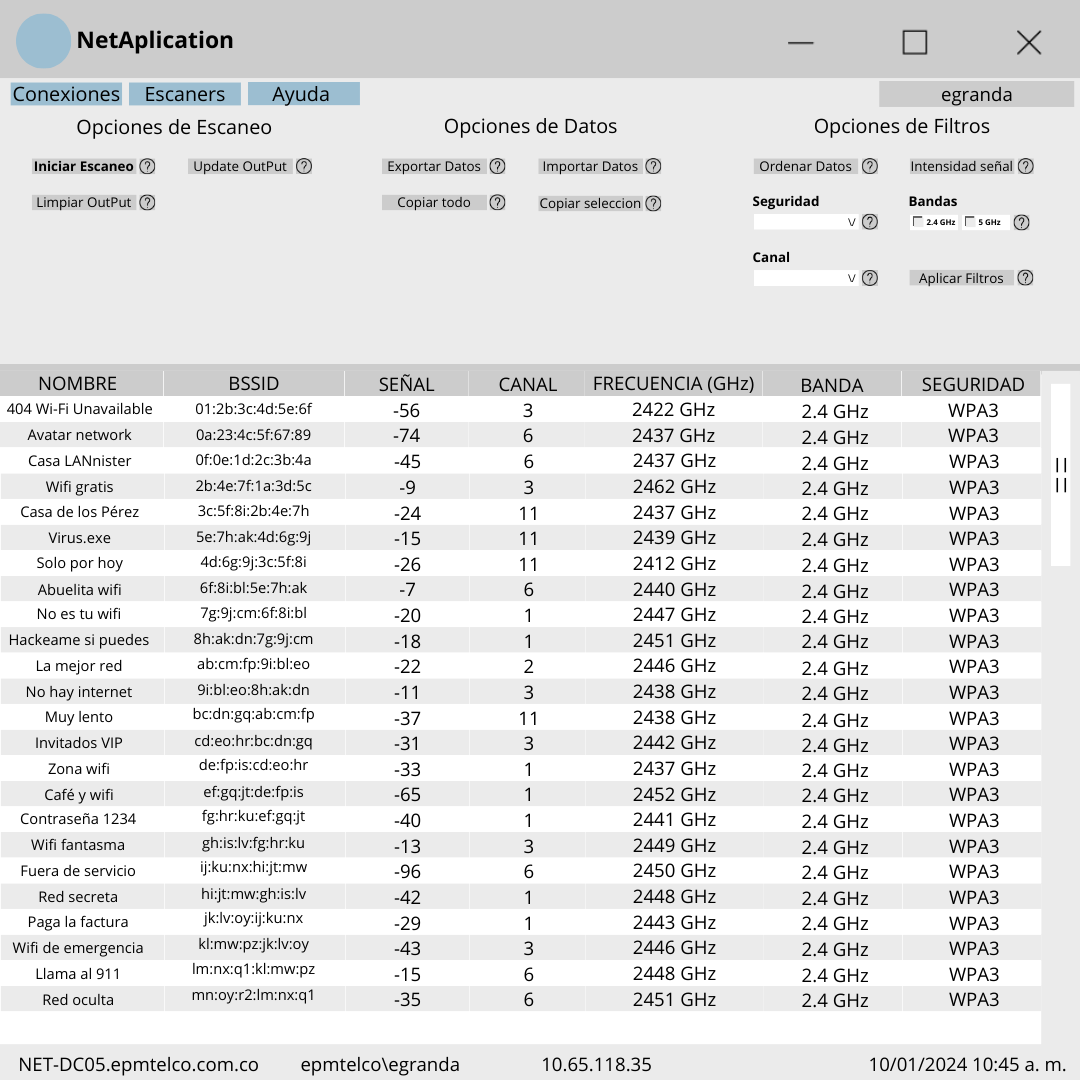 NetAplication
Conexiones Escaners Ayuda egranda
Opciones de Escaneo Opciones de Datos Opciones de Filtros
Iniciar Escaneo ? Update OutPut ? Exportar Datos ? Importar Datos ? Ordenar Datos ? Intensidad señal ?
Limpiar OutPut ? Copiar todo ? Copiar seleccion ? Seguridad Bandas
V ? 2.4 GHz 5 GHz ?
Canal
V ? Aplicar Filtros ?
NOMBRE BSSID SEÑAL CANAL FRECUENCIA (GHz) BANDA SEGURIDAD
404 Wi-Fi Unavailable 01:2b:3c:4d:5e:6f -56 3 2422 GHz 2.4 GHz WPA3
Avatar network 0a:23:4c:5f:67:89 -74 6 2437 GHz 2.4 GHz WPA3
Casa LANnister 0f:0e:1d:2c:3b:4a -45 6 2437 GHz 2.4 GHz WPA3
Wifi gratis 2b:4e:7f:1a:3d:5c -9 3 2462 GHz 2.4 GHz WPA3
Casa de los Pérez 3c:5f:8i:2b:4e:7h -24 11 2437 GHz 2.4 GHz WPA3
Virus.exe 5e:7h:ak:4d:6g:9j -15 11 2439 GHz 2.4 GHz WPA3
Solo por hoy 4d:6g:9j:3c:5f:8i -26 11 2412 GHz 2.4 GHz WPA3
Abuelita wifi 6f:8i:bl:5e:7h:ak -7 6 2440 GHz 2.4 GHz WPA3
No es tu wifi 7g:9j:cm:6f:8i:bl -20 1 2447 GHz 2.4 GHz WPA3
Hackeame si puedes 8h:ak:dn:7g:9j:cm -18 1 2451 GHz 2.4 GHz WPA3
La mejor red ab:cm:fp:9i:bl:eo -22 2 2446 GHz 2.4 GHz WPA3
No hay internet 9i:bl:eo:8h:ak:dn -11 3 2438 GHz 2.4 GHz WPA3
Muy lento bc:dn:gq:ab:cm:fp -37 11 2438 GHz 2.4 GHz WPA3
Invitados VIP cd:eo:hr:bc:dn:gq -31 3 2442 GHz 2.4 GHz WPA3
Zona wifi de:fp:is:cd:eo:hr -33 1 2437 GHz 2.4 GHz WPA3
Café y wifi ef:gq:jt:de:fp:is -65 1 2452 GHz 2.4 GHz WPA3
Contraseña 1234 fg:hr:ku:ef:gq:jt -40 1 2441 GHz 2.4 GHz WPA3
Wifi fantasma gh:is:lv:fg:hr:ku -13 3 2449 GHz 2.4 GHz WPA3
Fuera de servicio ij:ku:nx:hi:jt:mw -96 6 2450 GHz 2.4 GHz WPA3
Red secreta hi:jt:mw:gh:is:lv -42 1 2448 GHz 2.4 GHz WPA3
Paga la factura jk:lv:oy:ij:ku:nx -29 1 2443 GHz 2.4 GHz WPA3
Wifi de emergencia kl:mw:pz:jk:lv:oy -43 3 2446 GHz 2.4 GHz WPA3
Llama al 911 lm:nx:q1:kl:mw:pz -15 6 2448 GHz 2.4 GHz WPA3
Red oculta mn:oy:r2:lm:nx:q1 -35 6 2451 GHz 2.4 GHz WPA3
NET-DC05.epmtelco.com.co epmtelco\egranda 10.65.118.35 10/01/2024 10:45 a. m.